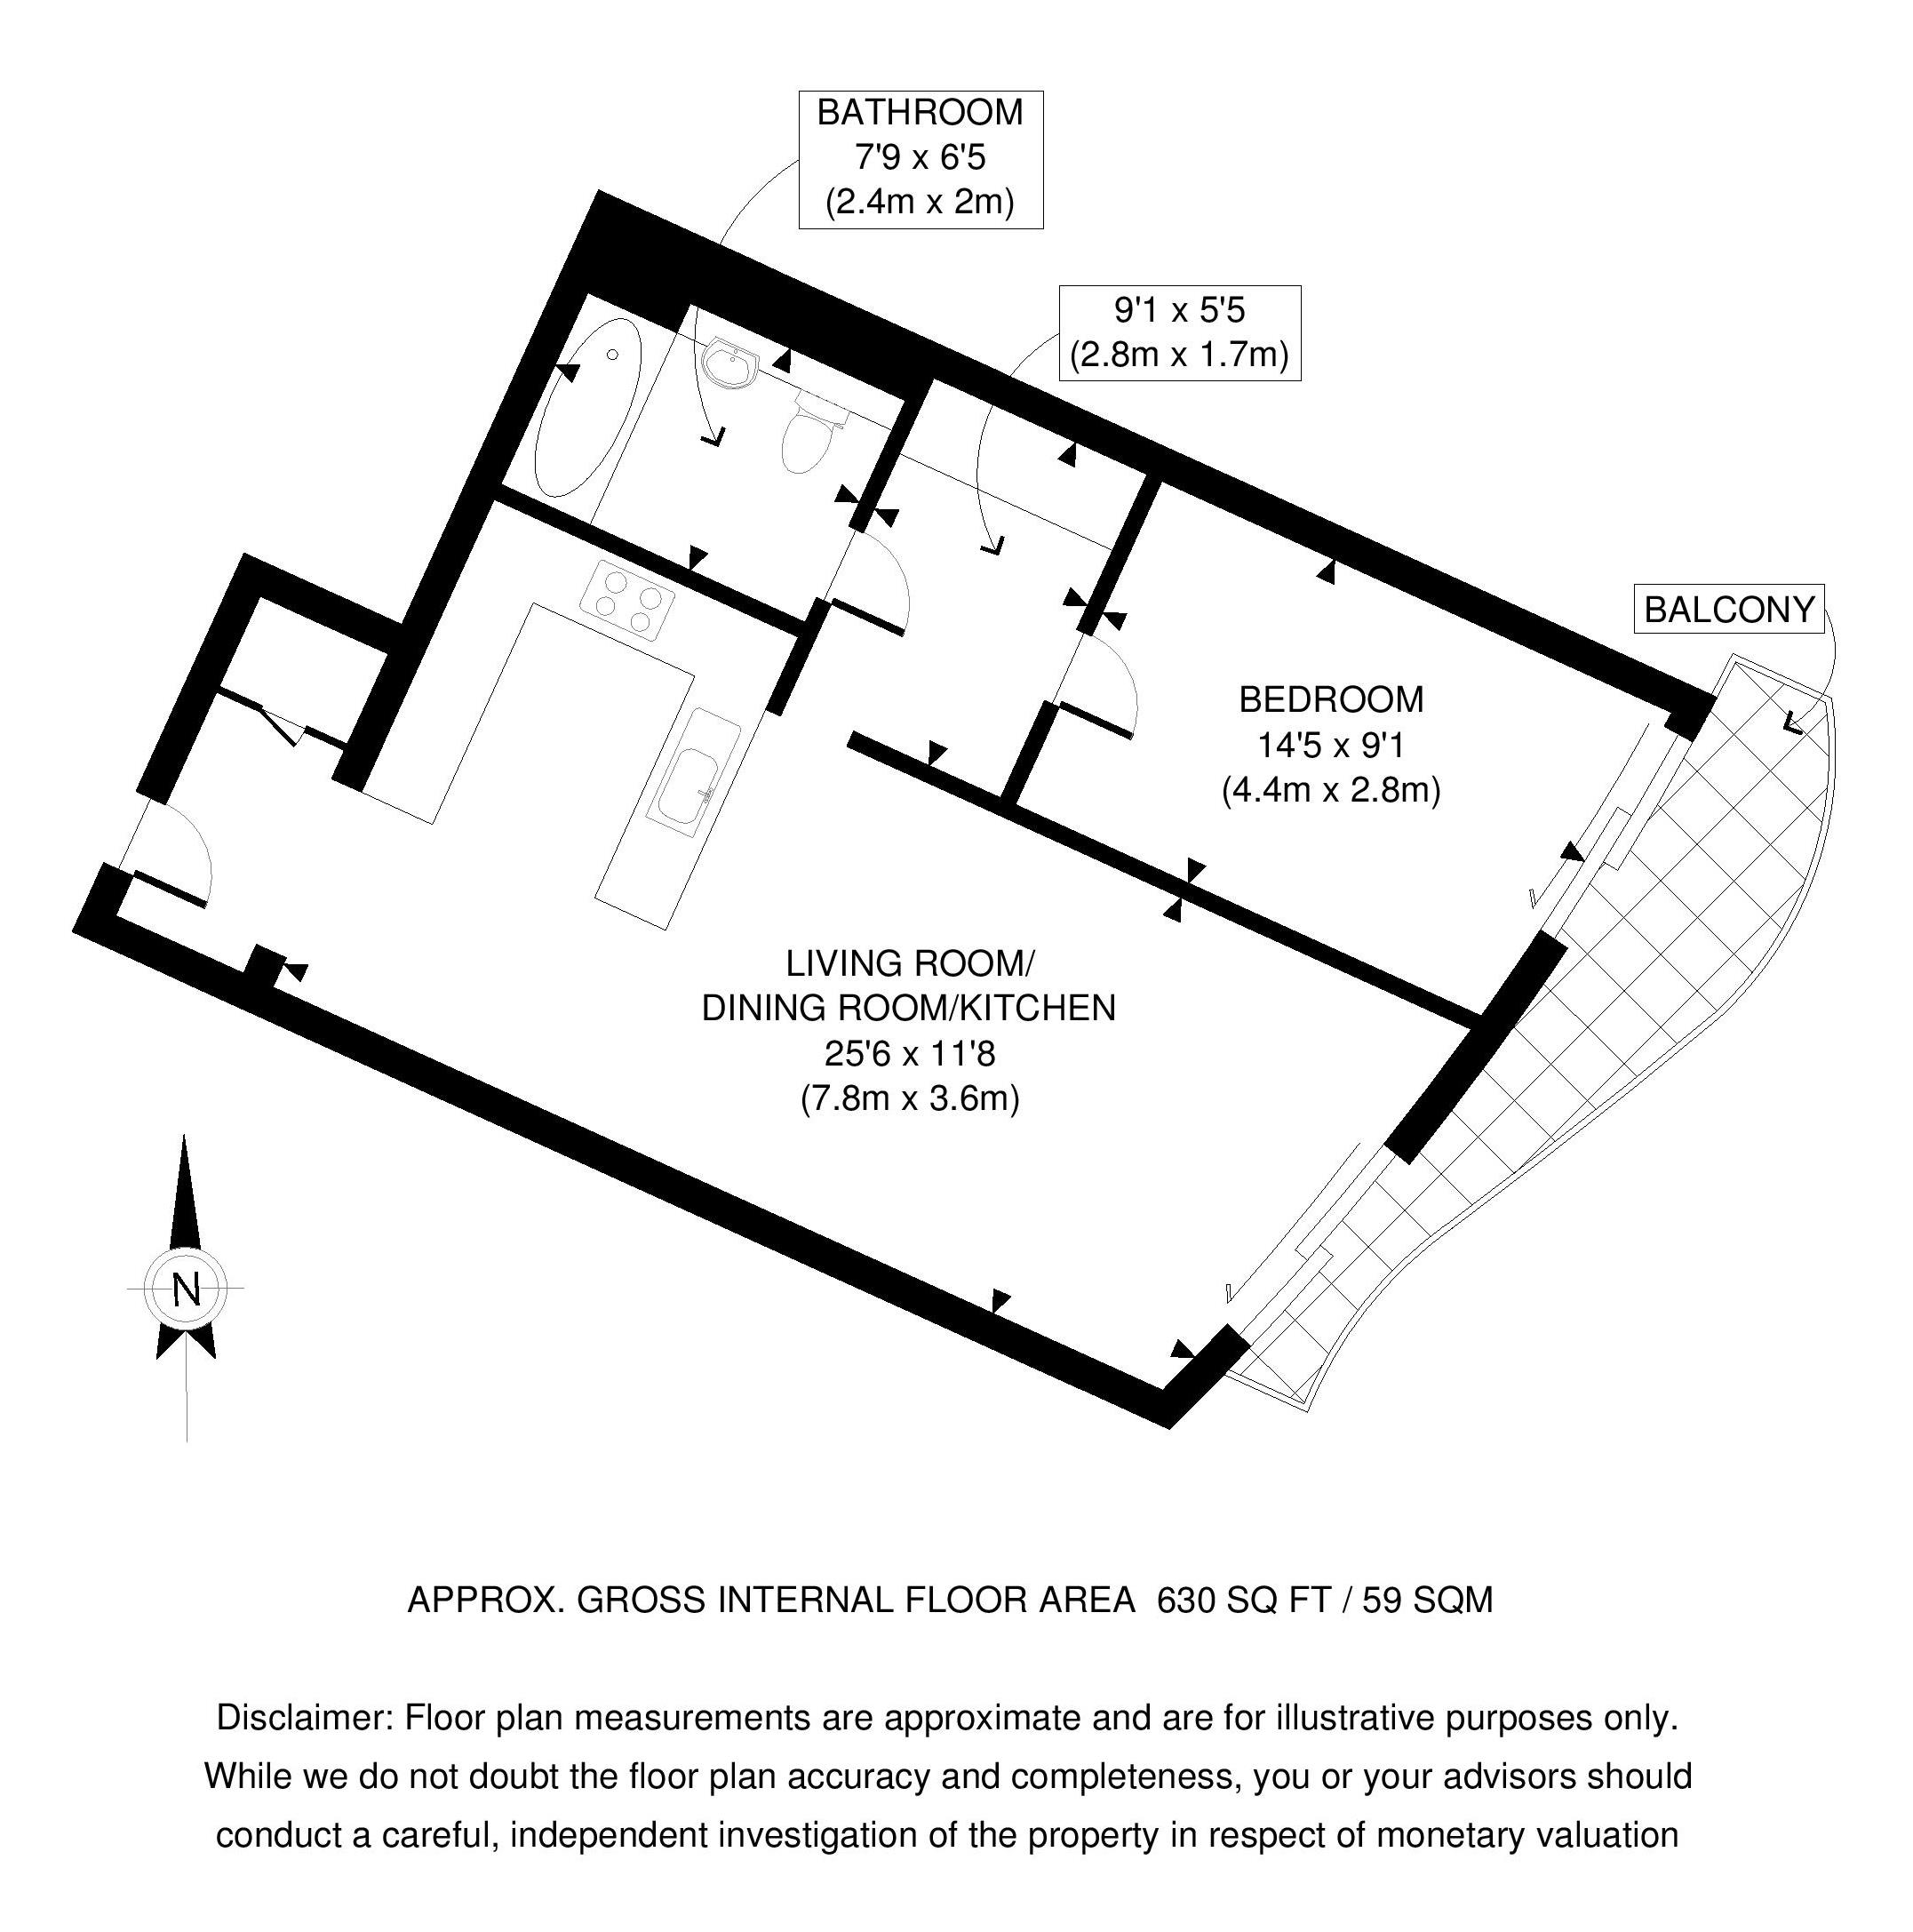 BATHROOM
7'9 x 6'5
(2.4m x 2m)
9'1 x 5'5
(2.8m x 1.7m)
BALCONY
BEDROOM
14'5 x 9'1
(4.4m x 2.8m)
LIVING ROOM/
DINING ROOM/KITCHEN
25'6 x 11'8
(7.8m x 3.6m)
N
APPROX. GROSS INTERNAL FLOOR AREA 630 SQ FT / 59 SQM
Disclaimer: Floor plan measurements are approximate and are for illustrative purposes only.
While we do not doubt the floor plan accuracy and completeness, you or your advisors should
conduct a careful, independent investigation of the property in respect of monetary valuation